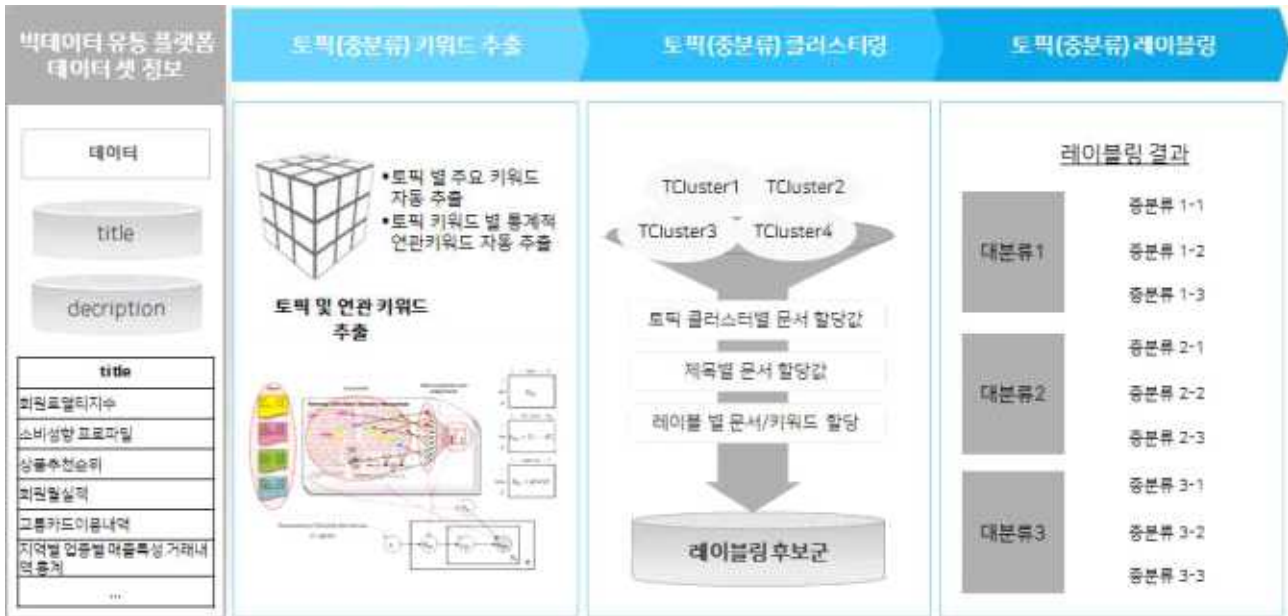 빅데이터 유통 플랫폼
데이터 셋 정보
토픽(중분류) 키워드 추출
토픽(중분류) 클러스터링
토픽(중분류) 레이블링
데이터
title
decription
title
회원로열티지수
소비성향 프로파일
상품추천순위
회원월실적
교통카드이용내역
지역별 업종별 매출특성 거래내
역 통계
...
•토픽 별 주요 키워드
자동 추출
•토픽 키워드 별 통계적
연관키워드 자동 추출
토픽 및 연관 키워드
추출
TCluster1
TCluster2
TCluster3
TCluster4
토픽 클러스터별 문서 할당값
제목별 문서 할당값
레이블 별 문서/키워드 할당
레이블링 후보군
레이블링 결과
대분류1
중분류 1-1
중분류 1-2
중분류 1-3
대분류2
중분류 2-1
중분류 2-2
중분류 2-3
대분류3
중분류 3-1
중분류 3-2
중분류 3-3